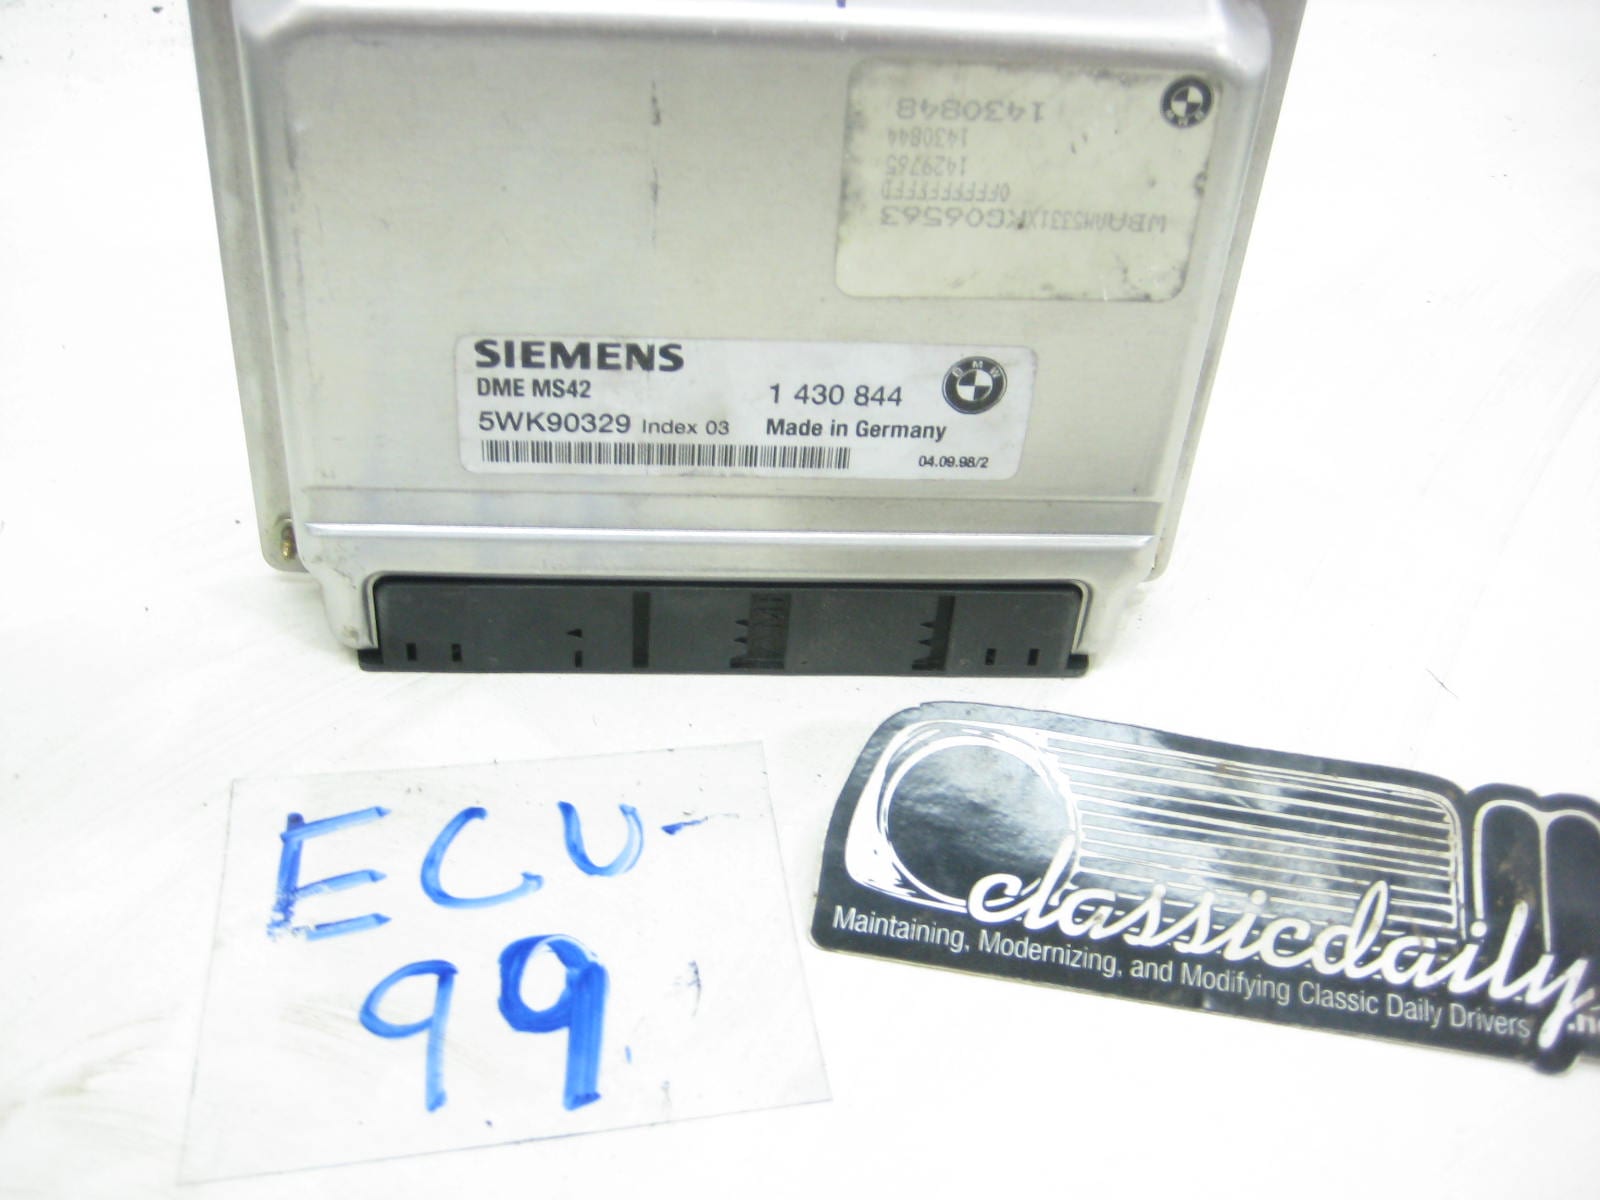 1430848
1430844
1429765
0FFFFFFFFD
SIEMENS
DME MS42
1 430 844
BMW
5WK90329 Index 03
Made in Germany
04.09.98/2
ECU-
99
classicdaily
Maintaining, Modernizing, and Modifying Classic Daily Drivers